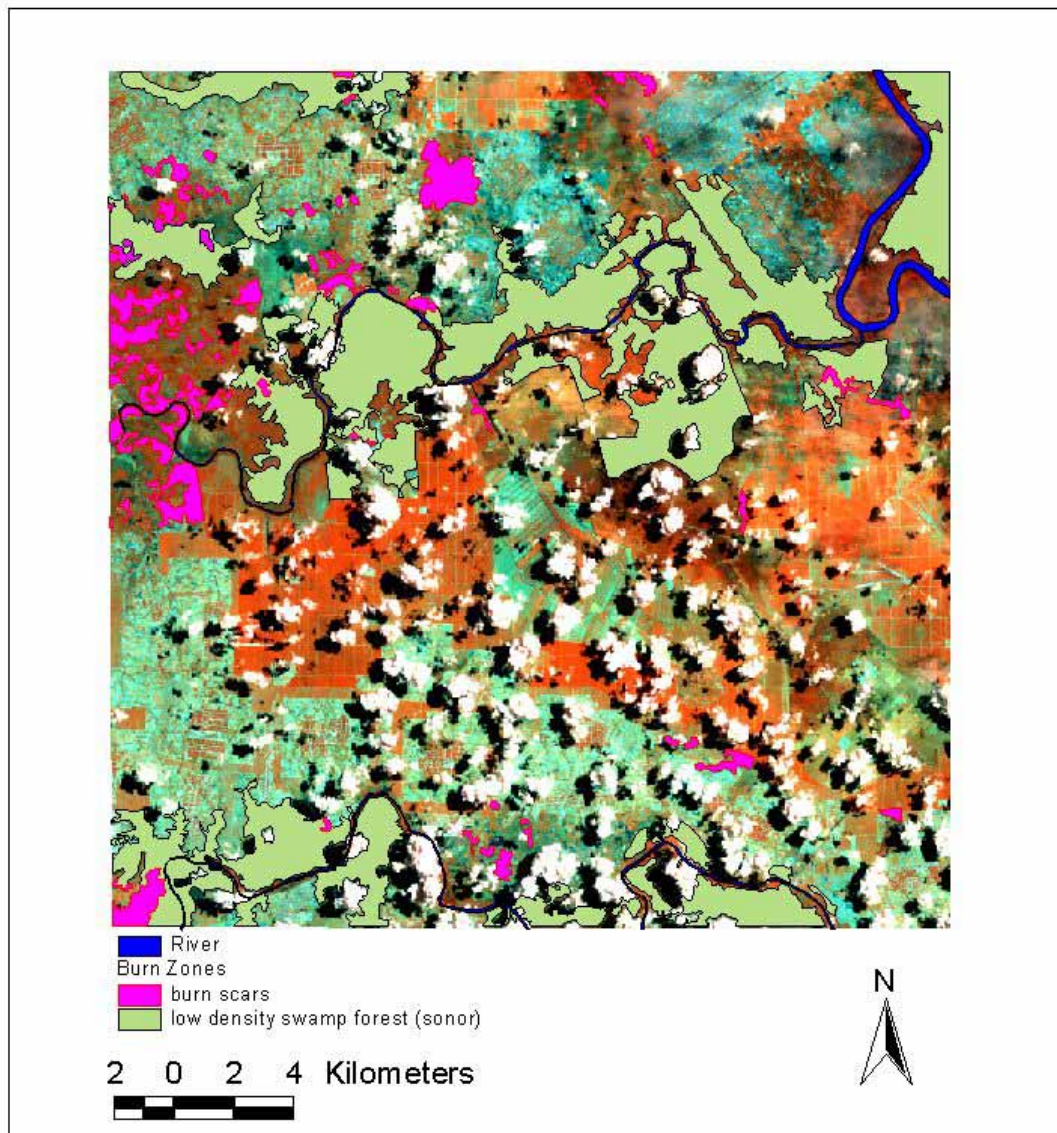 River
Burn Zones
burn scars
low density swamp forest (sonor)
N
2 0 2 4 Kilometers